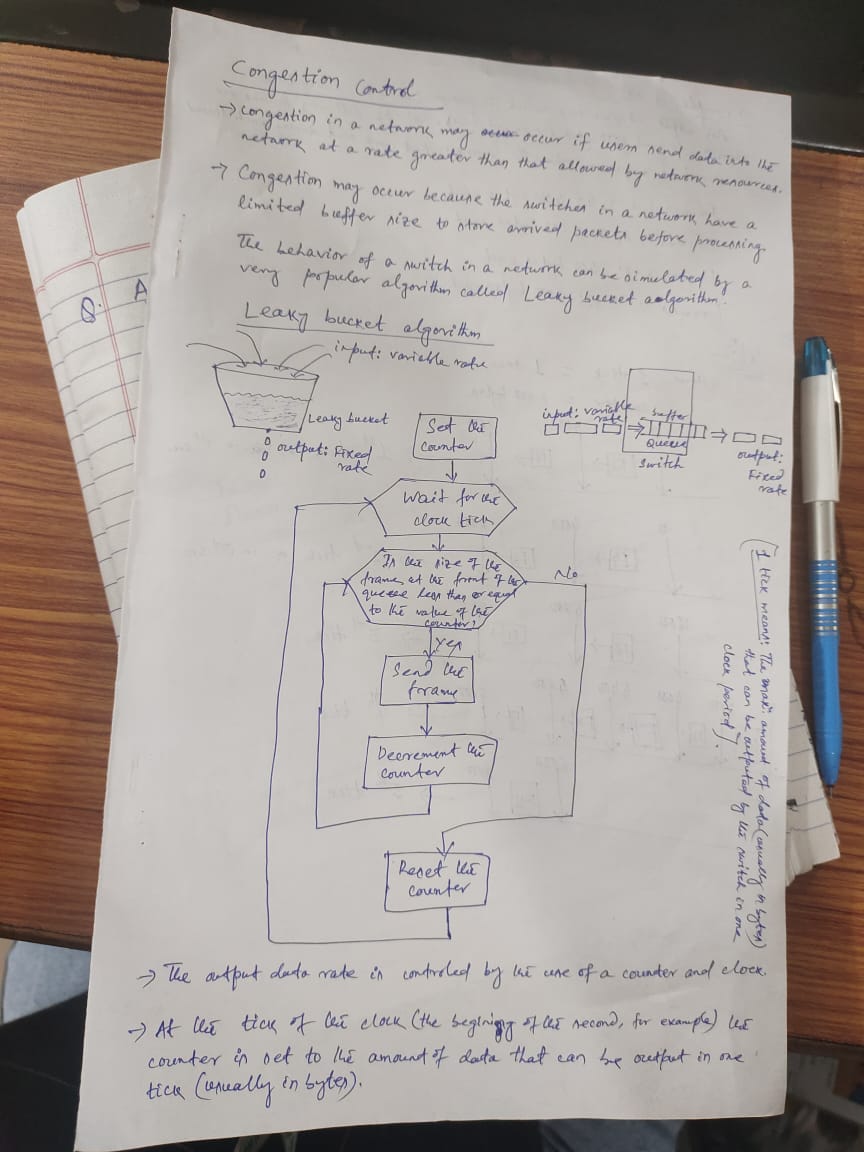 Congestion Control
→ congestion in a network may occur if users send data into the
network at a rate greater than that allowed by network resources.
→ Congestion may occur because the switches in a network have a
limited buffer size to store arrived packets before processing.
The behavior of a switch in a network can be simulated by a
very popular algorithm called Leaky bucket aolgorithm.
Leaky bucket algorithm
input: variable rate
Leaky bucket
output: Fixed
rate
input: variable
rate
buffer
Queue
switch
output:
Fixed
rate
Set the
counter
Wait for the
clock tick
Is the size of the
frame at the front of the
queue less than or equal
to the value of the
counter?
No
Yes
Send the
frame
Decrement the
counter
Reset the
counter
(1 tick means: The max^m amount of data (usually in bytes)
that can be outputed by the switch in one
clock period).
→ The output data rate is controled by the use of a counter and clock.
→ At the tick of the clock (the begining of the second, for example) the
counter is set to the amount of data that can be output in one
tick (usually in bytes).
Q.
A